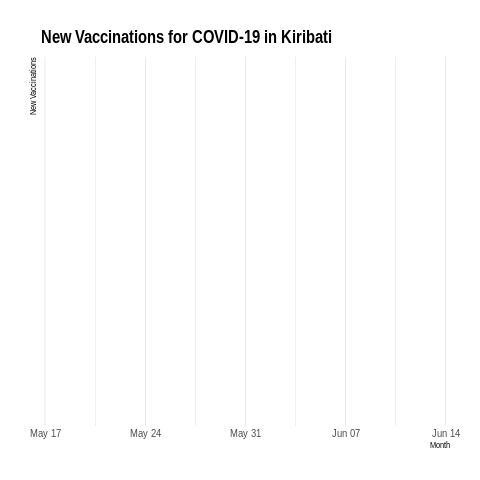 New Vaccinations for COVID-19 in Kiribati
New Vaccinations
May 17 May 24 May 31 Jun 07 Jun 14
Month